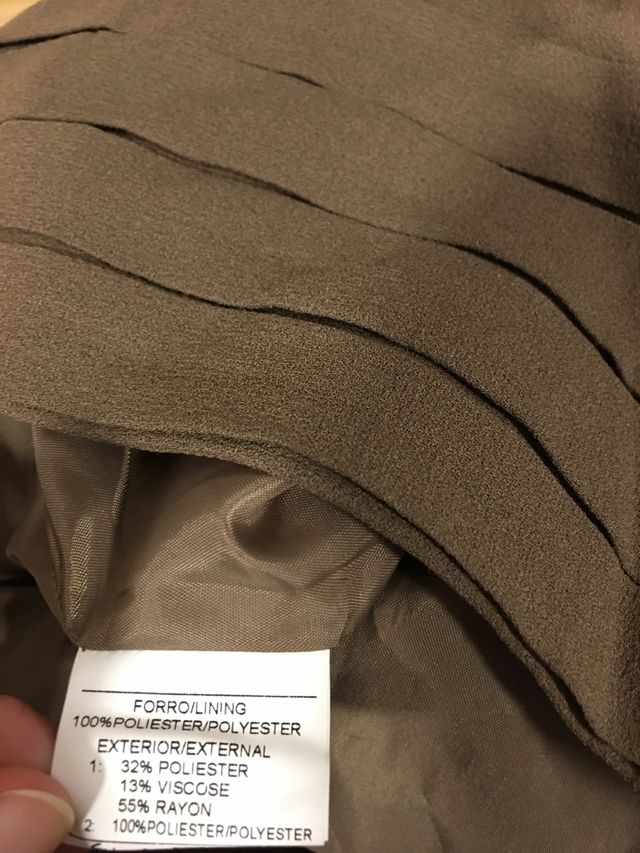 FORRO/LINING
100%POLIESTER/POLYESTER
EXTERIOR/EXTERNAL
1: 32% POLIESTER
13% VISCOSE
55% RAYON
2: 100%POLIESTER/POLYESTER